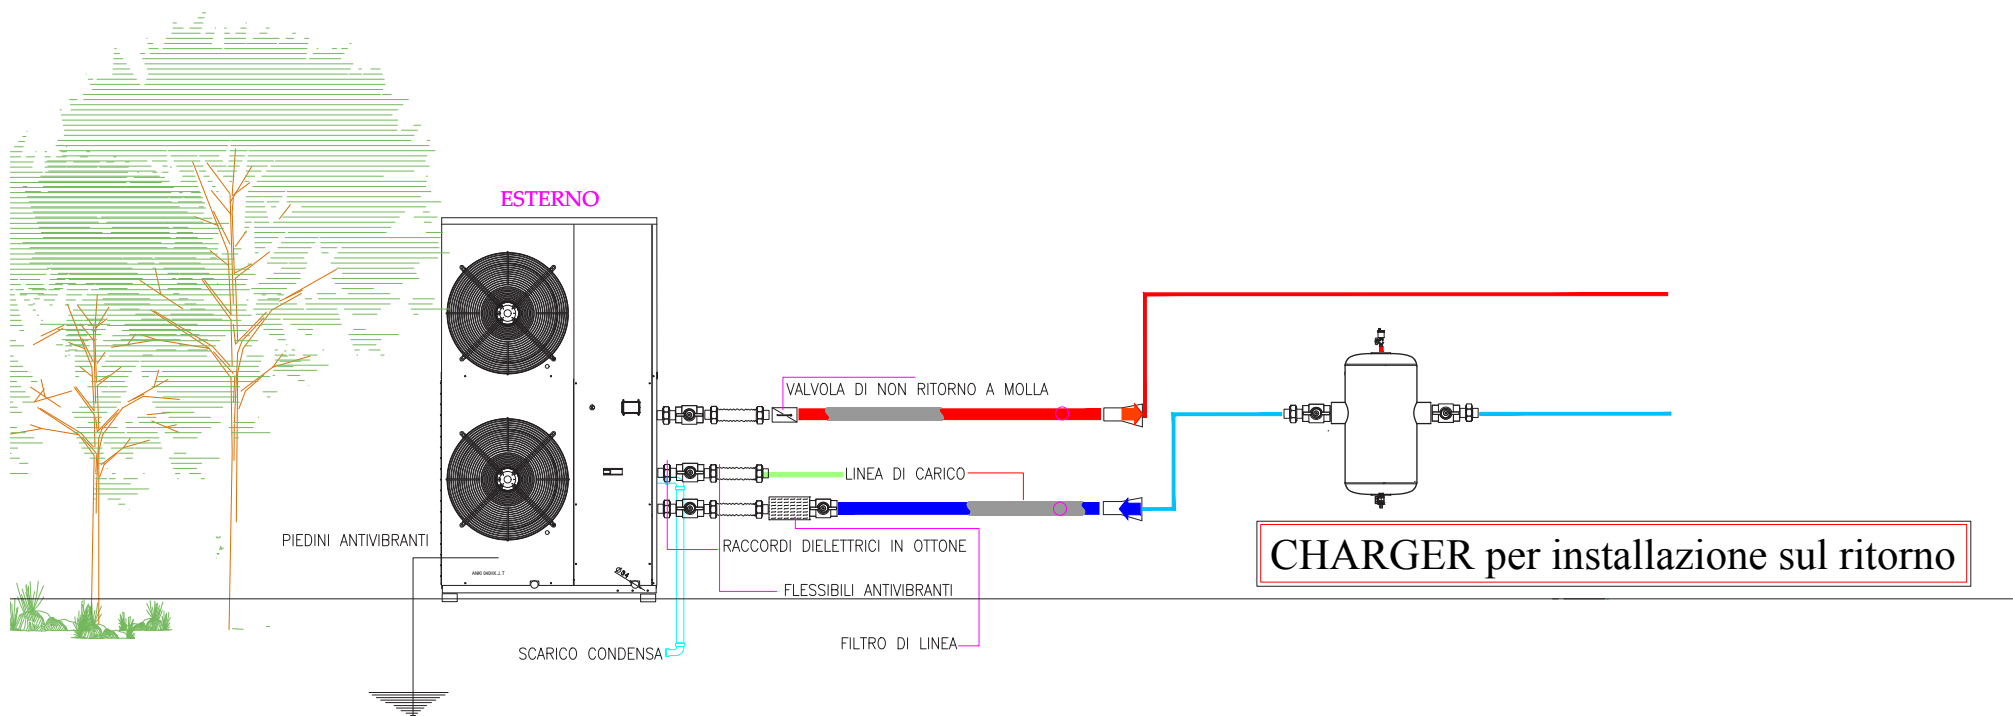 ESTERNO
VALVOLA DI NON RITORNO A MOLLA
LINEA DI CARICO
PIEDINI ANTIVIBRANTI
RACCORDI DIELETTRICI IN OTTONE
CHARGER per installazione sul ritorno
FLESSIBILI ANTIVIBRANTI
FILTRO DI LINEA
SCARICO CONDENSA